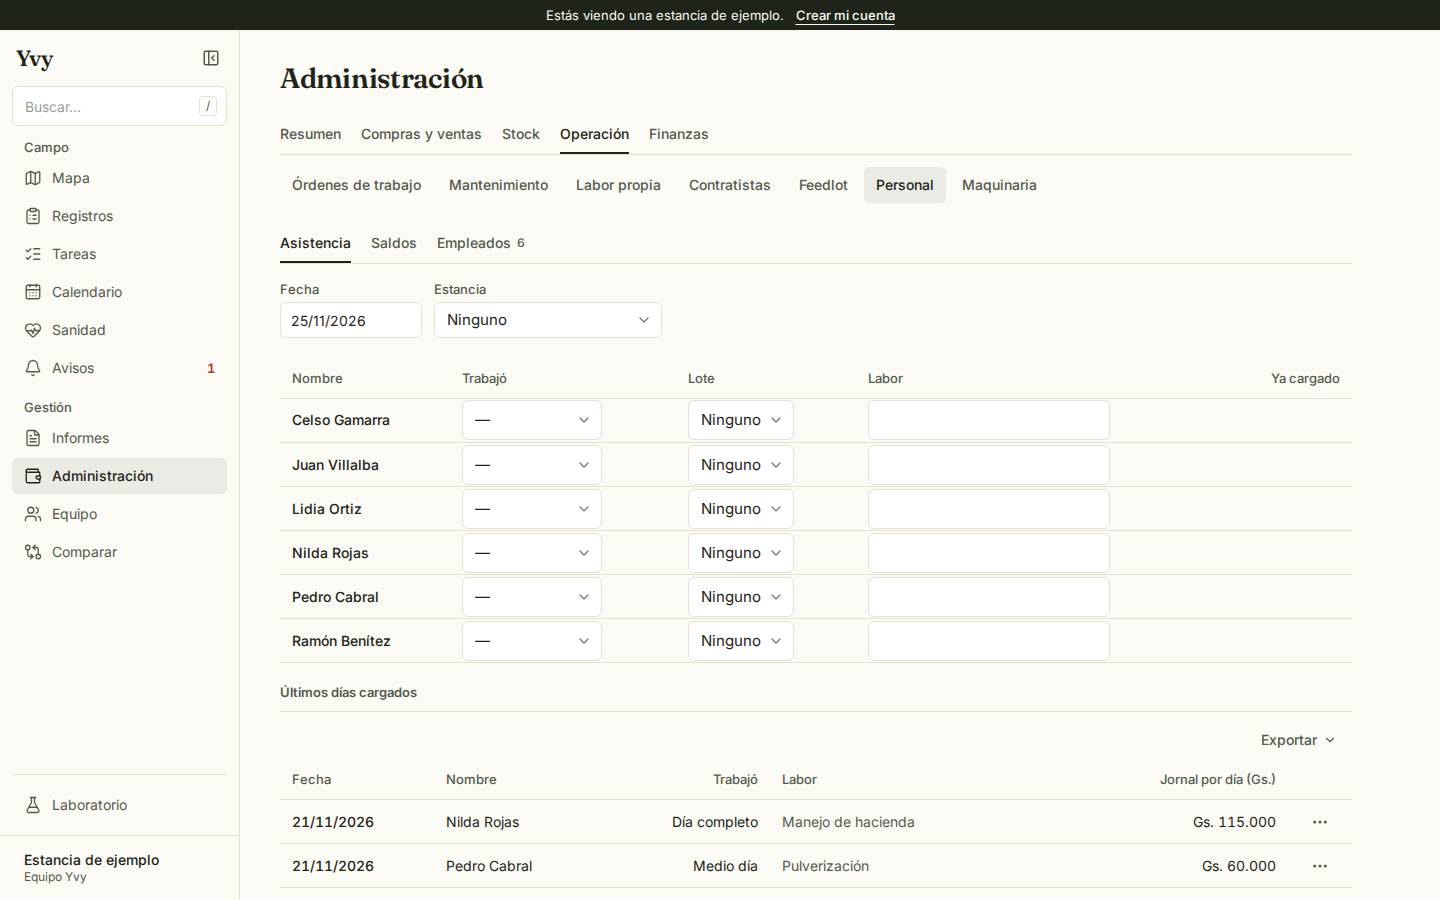 Estás viendo una estancia de ejemplo. Crear mi cuenta
Yvy
Buscar... /
Campo
Mapa
Registros
Tareas
Calendario
Sanidad
Avisos 1
Gestión
Informes
Administración
Equipo
Comparar
Laboratorio
Estancia de ejemplo
Equipo Yvy
Administración
Resumen Compras y ventas Stock Operación Finanzas
Órdenes de trabajo Mantenimiento Labor propia Contratistas Feedlot Personal Maquinaria
Asistencia Saldos Empleados 6
Fecha Estancia
25/11/2026 Ninguno
Nombre Trabajó Lote Labor Ya cargado
Celso Gamarra — Ninguno
Juan Villalba — Ninguno
Lidia Ortiz — Ninguno
Nilda Rojas — Ninguno
Pedro Cabral — Ninguno
Ramón Benítez — Ninguno
Últimos días cargados
Exportar
Fecha Nombre Trabajó Labor Jornal por día (Gs.)
21/11/2026 Nilda Rojas Día completo Manejo de hacienda Gs. 115.000 ...
21/11/2026 Pedro Cabral Medio día Pulverización Gs. 60.000 ...